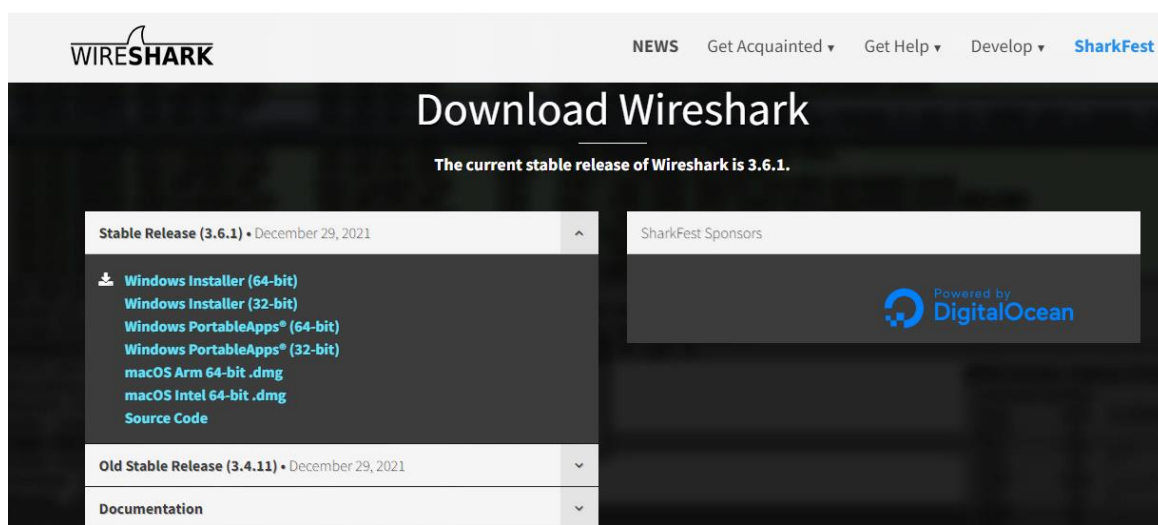 WIRESHARK
NEWS Get Acquainted ▾ Get Help ▾ Develop ▾ SharkFest
Download Wireshark
The current stable release of Wireshark is 3.6.1.
Stable Release (3.6.1) • December 29, 2021
Windows Installer (64-bit)
Windows Installer (32-bit)
Windows PortableApps® (64-bit)
Windows PortableApps® (32-bit)
macOS Arm 64-bit .dmg
macOS Intel 64-bit .dmg
Source Code
Old Stable Release (3.4.11) • December 29, 2021
Documentation
SharkFest Sponsors
Powered by
DigitalOcean